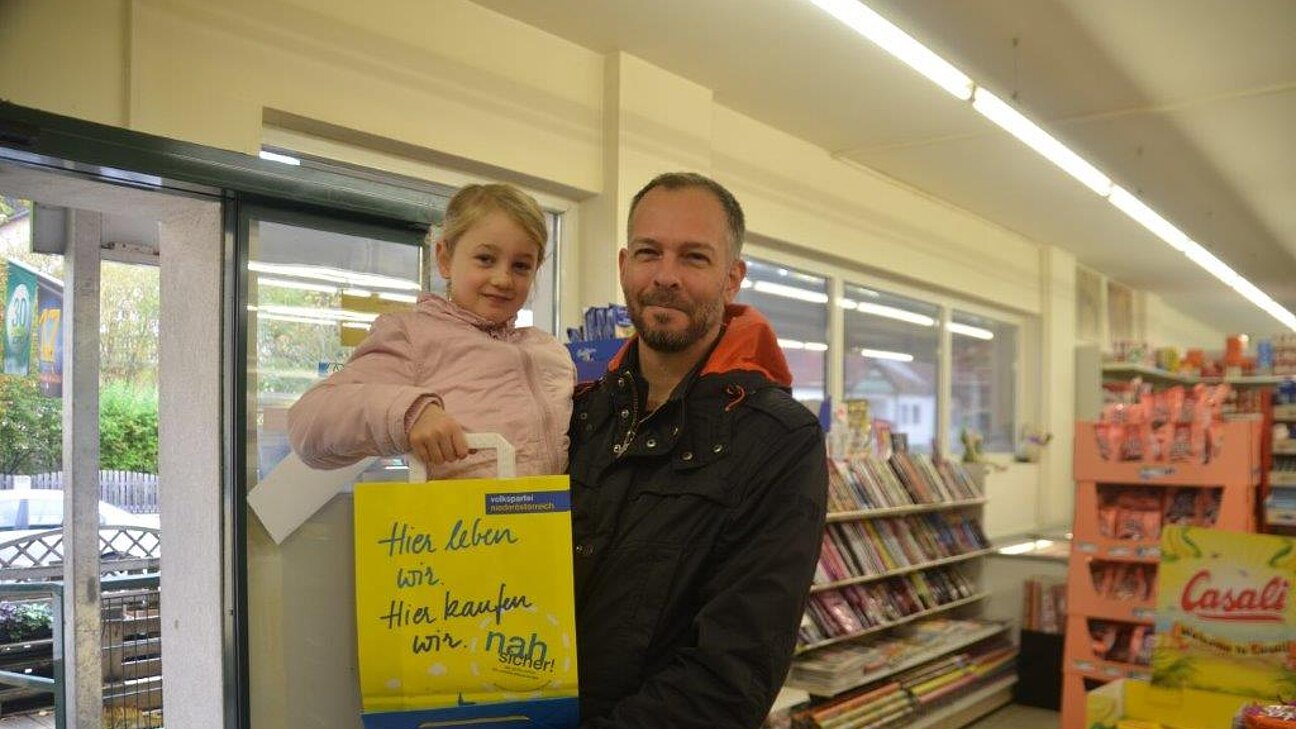 volkspartei
niederösterreich
Hier leben
wir.
Hier kaufen
wir.
nah
sicher!
Casali